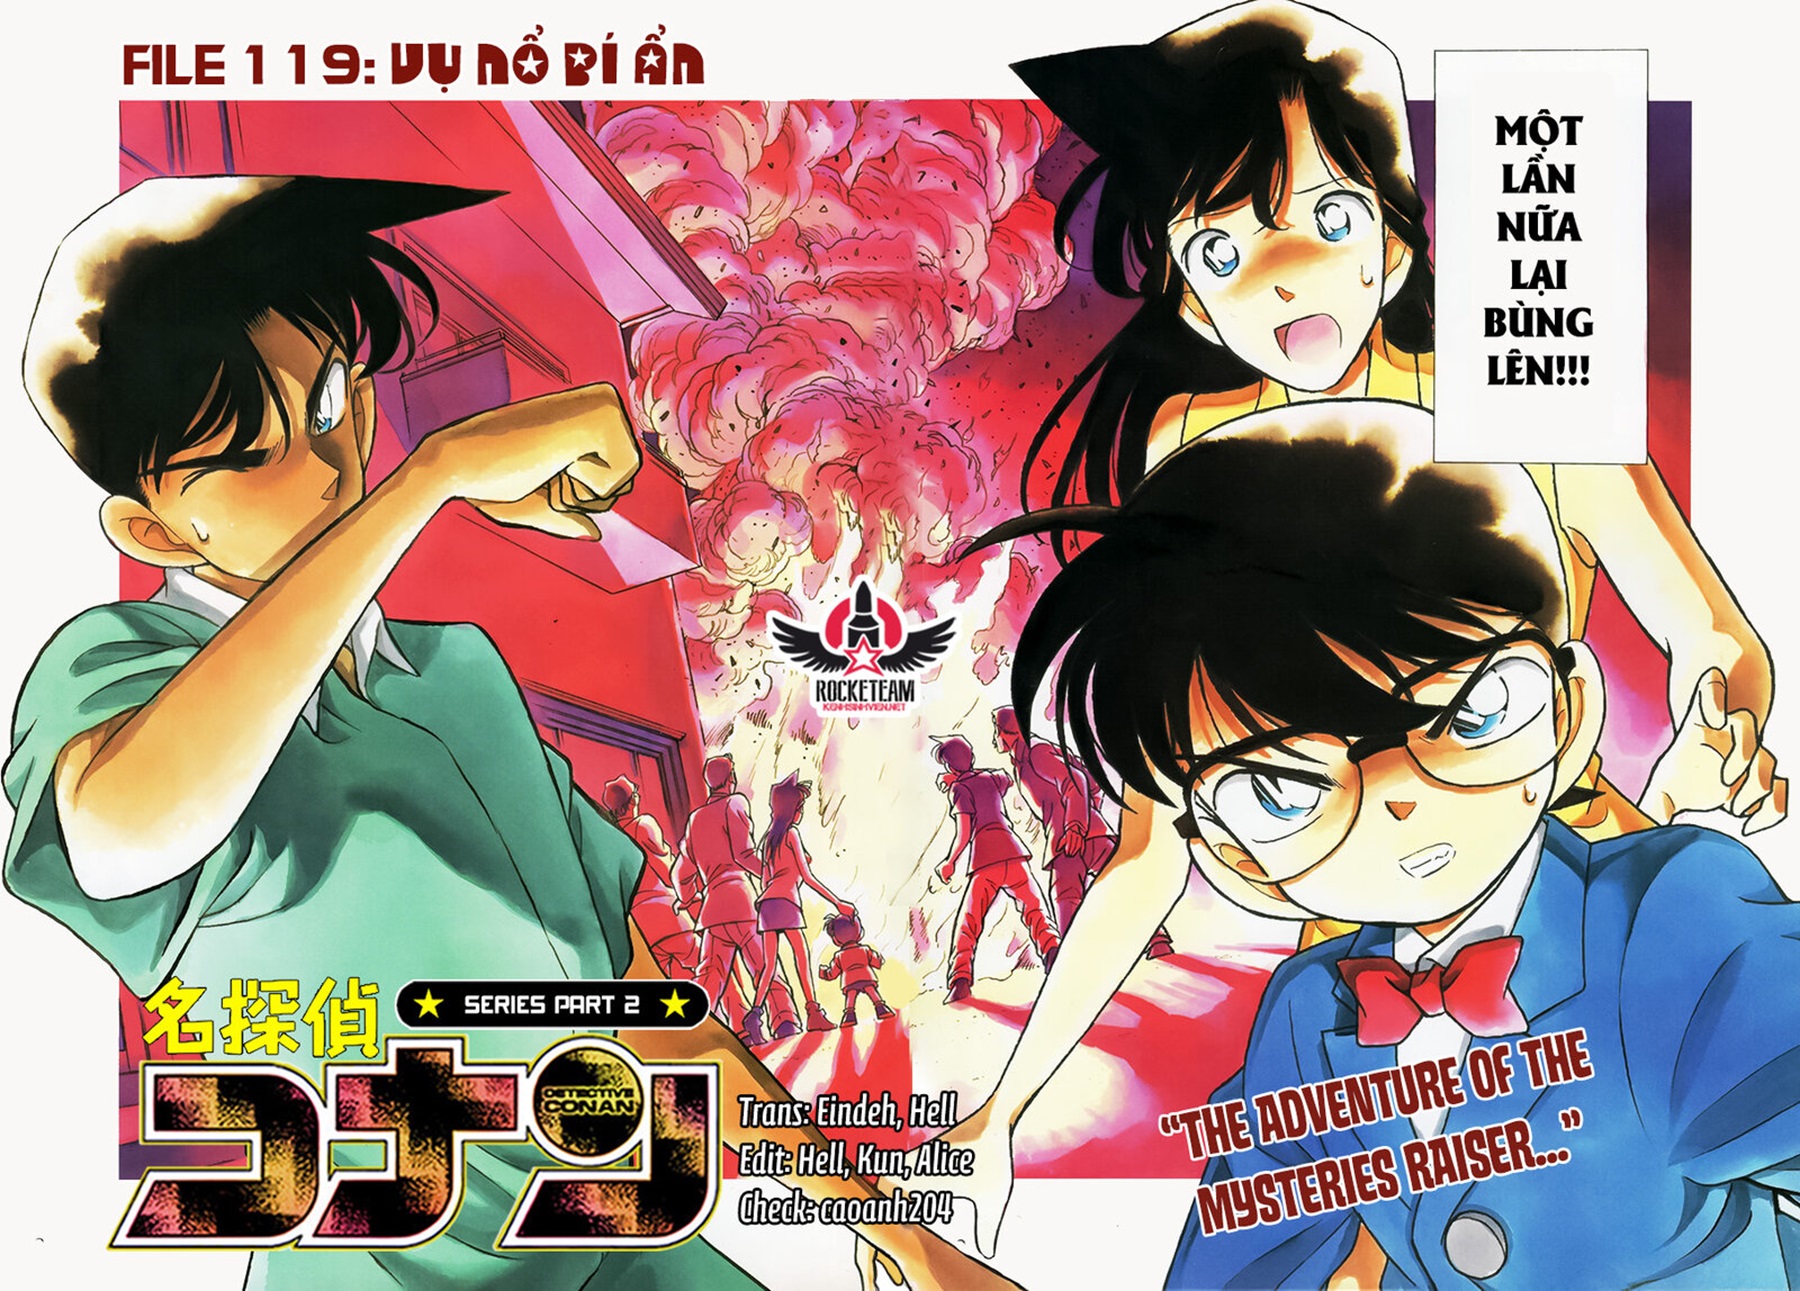 FILE 119: VỤ NỔ BÍ ẨN
MỘT
LẦN
NỮA
LẠI
BÙNG
LÊN!!!
ROCKETEAM
KENHSINHVIEN.NET
名探偵
★ SERIES PART 2 ★
コナン
DETECTIVE
CONAN
Trans: Eindeh, Hell
Edit: Hell, Kun, Alice
Check: caoanh204
“THE ADVENTURE OF THE
MYSTERIES RAISER...”